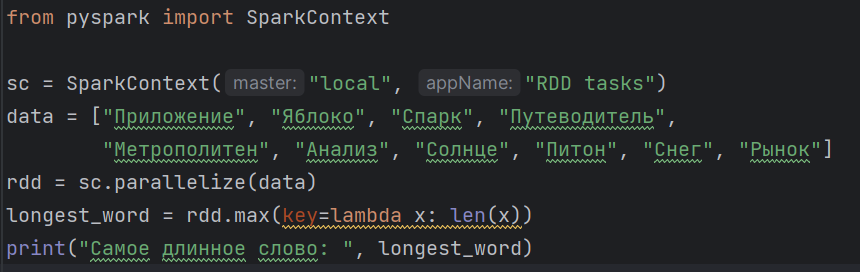 from pyspark import SparkContext
sc = SparkContext( master: "local", appName: "RDD tasks")
data = ["Приложение", "Яблоко", "Спарк", "Путеводитель",
"Метрополитен", "Анализ", "Солнце", "Питон", "Снег", "Рынок"]
rdd = sc.parallelize(data)
longest_word = rdd.max(key=lambda x: len(x))
print("Самое длинное слово: ", longest_word)